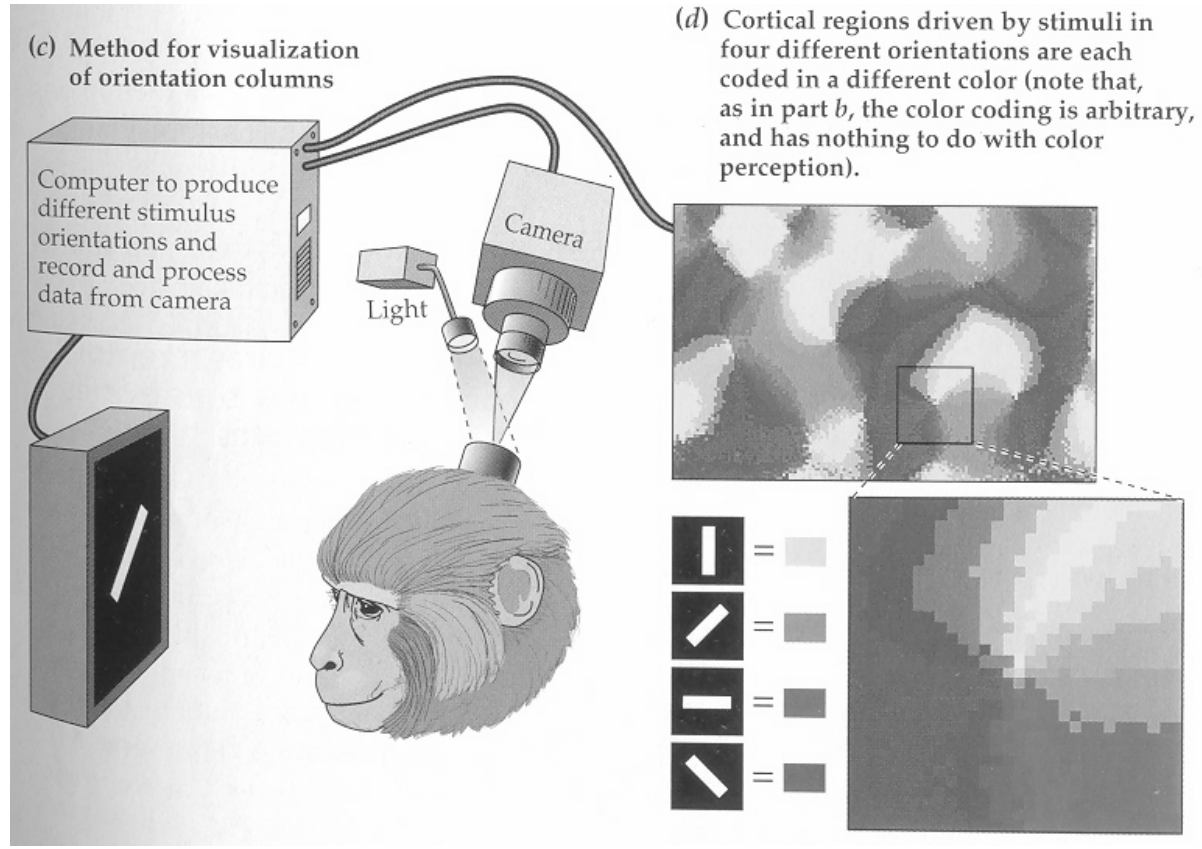 (c) Method for visualization
of orientation columns
Computer to produce
different stimulus
orientations and
record and process
data from camera
Light
Camera
(d) Cortical regions driven by stimuli in
four different orientations are each
coded in a different color (note that,
as in part b, the color coding is arbitrary,
and has nothing to do with color
perception).
=
=
=
=